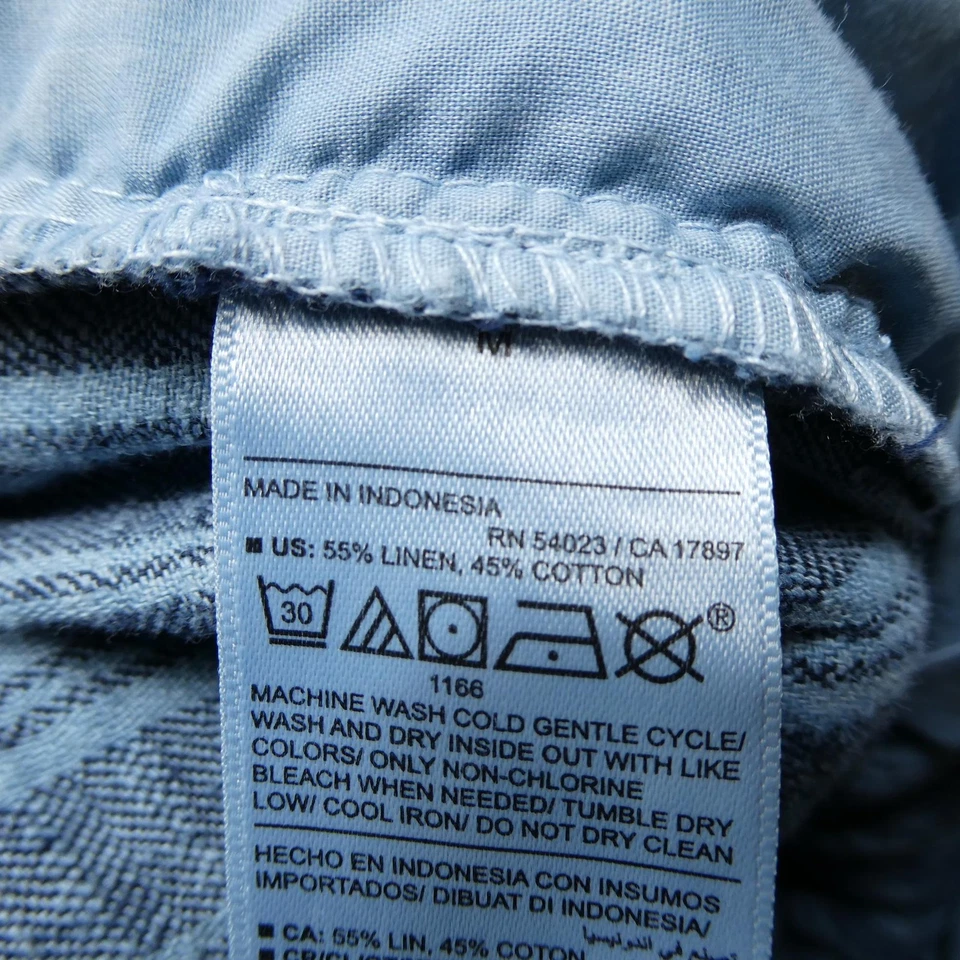 M
MADE IN INDONESIA
RN 54023 / CA 17897
US: 55% LINEN, 45% COTTON
30
®
1166
MACHINE WASH COLD GENTLE CYCLE/
WASH AND DRY INSIDE OUT WITH LIKE
COLORS/ ONLY NON-CHLORINE
BLEACH WHEN NEEDED/ TUMBLE DRY
LOW/ COOL IRON/ DO NOT DRY CLEAN
HECHO EN INDONESIA CON INSUMOS
IMPORTADOS/ DIBUAT DI INDONESIA/
CA: 55% LIN, 45% COTON